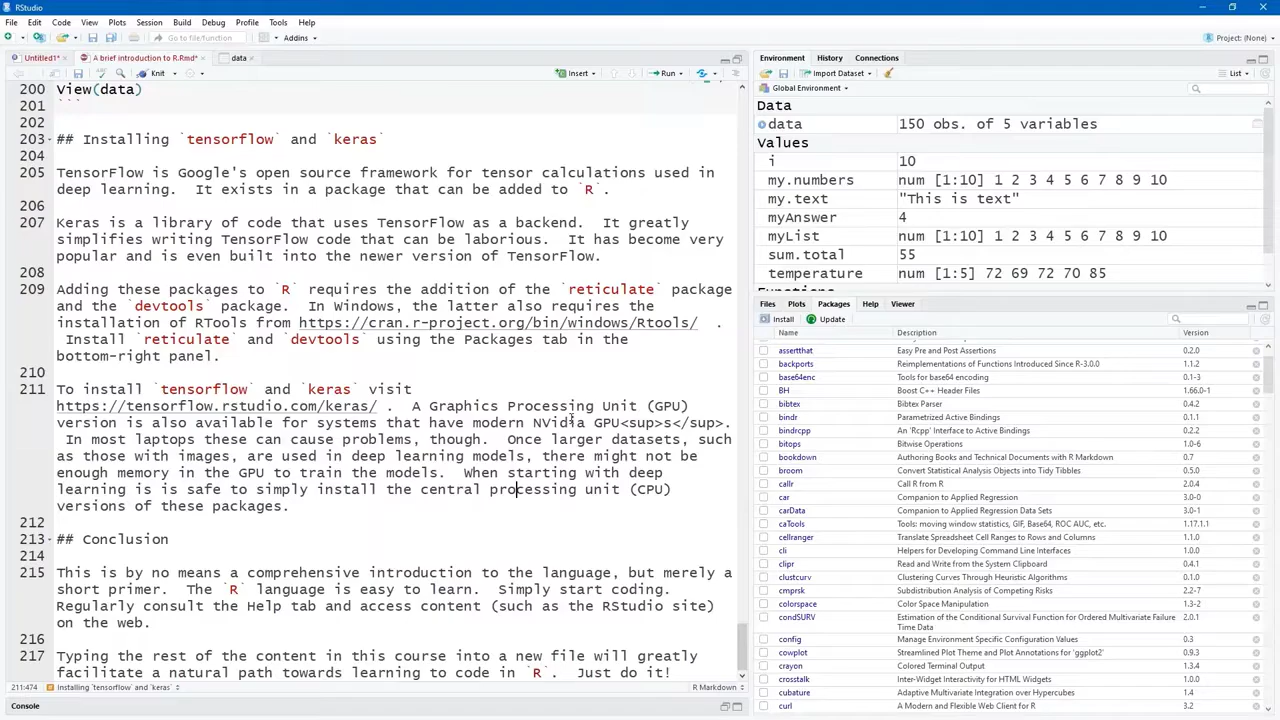 RStudio
File Edit Code View Plots Session Build Debug Profile Tools Help
Go to file/function Addins Project: (None)
Untitled1* A brief introduction to R.Rmd* data
Knit Insert Run
200 View(data)
201 ```
202
203 ## Installing `tensorflow` and `keras`
204
205 TensorFlow is Google's open source framework for tensor calculations used in
deep learning. It exists in a package that can be added to `R`.
206
207 Keras is a library of code that uses TensorFlow as a backend. It greatly
simplifies writing TensorFlow code that can be laborious. It has become very
popular and is even built into the newer version of TensorFlow.
208
209 Adding these packages to `R` requires the addition of the `reticulate` package
and the `devtools` package. In Windows, the latter also requires the
installation of RTools from https://cran.r-project.org/bin/windows/Rtools/ .
Install `reticulate` and `devtools` using the Packages tab in the
bottom-right panel.
210
211 To install `tensorflow` and `keras` visit
https://tensorflow.rstudio.com/keras/ . A Graphics Processing Unit (GPU)
version is also available for systems that have modern NVidia GPU<sup>s</sup>.
In most laptops these can cause problems, though. Once larger datasets, such
as those with images, are used in deep learning models, there might not be
enough memory in the GPU to train the models. When starting with deep
learning is is safe to simply install the central processing unit (CPU)
versions of these packages.
212
213 ## Conclusion
214
215 This is by no means a comprehensive introduction to the language, but merely a
short primer. The `R` language is easy to learn. Simply start coding.
Regularly consult the Help tab and access content (such as the RStudio site)
on the web.
216
217 Typing the rest of the content in this course into a new file will greatly
facilitate a natural path towards learning to code in `R`. Just do it!
211:474 Installing `tensorflow` and `keras` R Markdown
Console
Environment History Connections
Import Dataset List
Global Environment
Data
data 150 obs. of 5 variables
Values
i 10
my.numbers num [1:10] 1 2 3 4 5 6 7 8 9 10
my.text "This is text"
myAnswer 4
myList num [1:10] 1 2 3 4 5 6 7 8 9 10
sum.total 55
temperature num [1:5] 72 69 72 70 85
Functions
Files Plots Packages Help Viewer
Install Update
Name Description Version
assertthat Easy Pre and Post Assertions 0.2.0
backports Reimplementations of Functions Introduced Since R-3.0.0 1.1.2
base64enc Tools for base64 encoding 0.1-3
BH Boost C++ Header Files 1.66.0-1
bibtex Bibtex Parser 0.4.2
bindr Parametrized Active Bindings 0.1.1
bindrcpp An 'Rcpp' Interface to Active Bindings 0.2.2
bitops Bitwise Operations 1.0-6
bookdown Authoring Books and Technical Documents with R Markdown 0.7
broom Convert Statistical Analysis Objects into Tidy Tibbles 0.5.0
callr Call R from R 2.0.4
car Companion to Applied Regression 3.0-0
carData Companion to Applied Regression Data Sets 3.0-1
caTools Tools: moving window statistics, GIF, Base64, ROC AUC, etc. 1.17.1.1
cellranger Translate Spreadsheet Cell Ranges to Rows and Columns 1.1.0
cli Helpers for Developing Command Line Interfaces 1.0.0
clipr Read and Write from the System Clipboard 0.4.1
clustcurv Clustering Curves Through Heuristic Algorithms 0.1.0
cmprsk Subdistribution Analysis of Competing Risks 2.2-7
colorspace Color Space Manipulation 1.3-2
condSURV Estimation of the Conditional Survival Function for Ordered Multivariate Failure 2.0.1
Time Data
config Manage Environment Specific Configuration Values 0.3
cowplot Streamlined Plot Theme and Plot Annotations for 'ggplot2' 0.9.3
crayon Colored Terminal Output 1.3.4
crosstalk Inter-Widget Interactivity for HTML Widgets 1.0.0
cubature Adaptive Multivariate Integration over Hypercubes 1.4
curl A Modern and Flexible Web Client for R 3.2